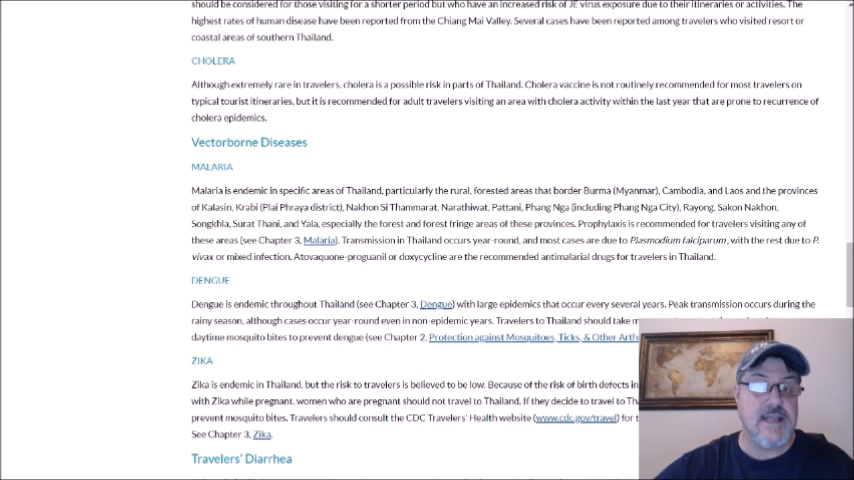 should be considered for those visiting for a shorter period but who have an increased risk of JE virus exposure due to their itineraries or activities. The
highest rates of human disease have been reported from the Chiang Mai Valley. Several cases have been reported among travelers who visited resort or
coastal areas of southern Thailand.
CHOLERA
Although extremely rare in travelers, cholera is a possible risk in parts of Thailand. Cholera vaccine is not routinely recommended for most travelers on
typical tourist itineraries, but it is recommended for adult travelers visiting an area with cholera activity within the last year that are prone to recurrence of
cholera epidemics.
Vectorborne Diseases
MALARIA
Malaria is endemic in specific areas of Thailand, particularly the rural, forested areas that border Burma (Myanmar), Cambodia, and Laos and the provinces
of Kalasin, Krabi (Plai Phraya district), Nakhon Si Thammarat, Narathiwat, Pattani, Phang Nga (including Phang Nga City), Rayong, Sakon Nakhon,
Songkhla, Surat Thani, and Yala, especially the forest and forest fringe areas of these provinces. Prophylaxis is recommended for travelers visiting any of
these areas (see Chapter 3, Malaria). Transmission in Thailand occurs year-round, and most cases are due to Plasmodium falciparum, with the rest due to P.
vivax or mixed infection. Atovaquone-proguanil or doxycycline are the recommended antimalarial drugs for travelers in Thailand.
DENGUE
Dengue is endemic throughout Thailand (see Chapter 3, Dengue) with large epidemics that occur every several years. Peak transmission occurs during the
rainy season, although cases occur year-round even in non-epidemic years. Travelers to Thailand should take
daytime mosquito bites to prevent dengue (see Chapter 2, Protection against Mosquitoes, Ticks, & Other Arth
ZIKA
Zika is endemic in Thailand, but the risk to travelers is believed to be low. Because of the risk of birth defects in
with Zika while pregnant, women who are pregnant should not travel to Thailand. If they decide to travel to Th
prevent mosquito bites. Travelers should consult the CDC Travelers' Health website (www.cdc.gov/travel) for
See Chapter 3, Zika.
Travelers' Diarrhea